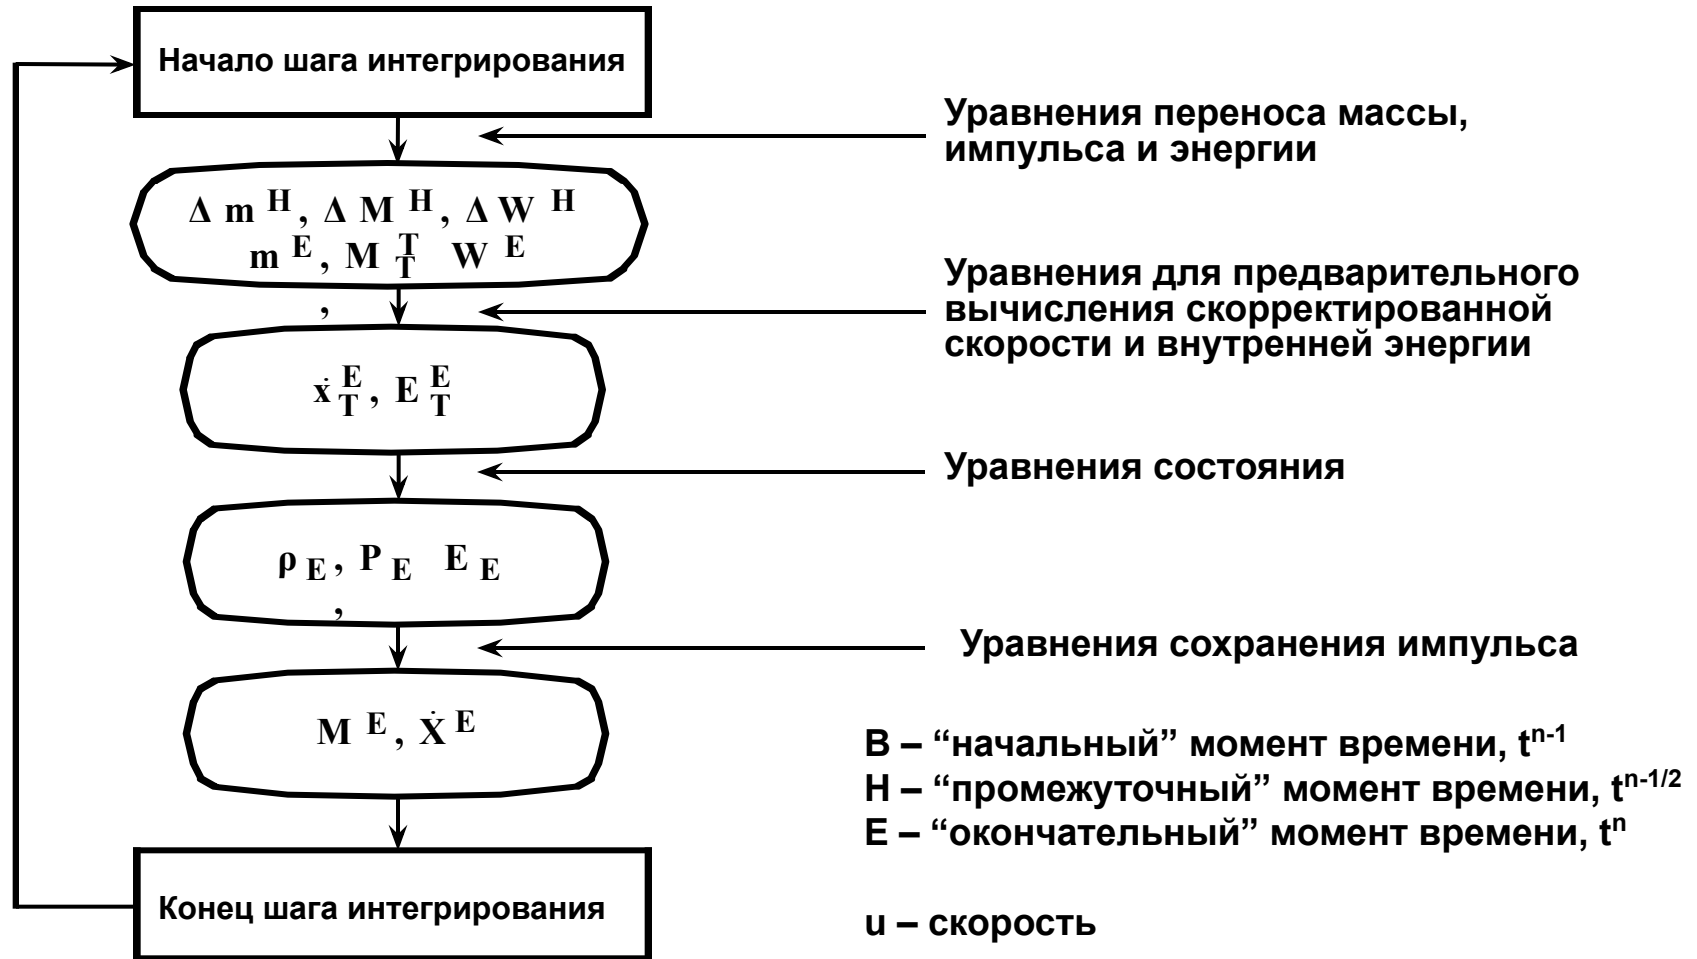 Начало шага интегрирования
Уравнения переноса массы,
импульса и энергии
Δ m H, Δ M H, Δ W H
m E, M T T W E
,
Уравнения для предварительного
вычисления скорректированной
скорости и внутренней энергии
ẋ E T, E E T
Уравнения состояния
ρ E, P E E E
,
Уравнения сохранения импульса
M E, Ẋ E
B – “начальный” момент времени, tⁿ⁻¹
H – “промежуточный” момент времени, tⁿ⁻¹/²
E – “окончательный” момент времени, tⁿ
Конец шага интегрирования
u – скорость